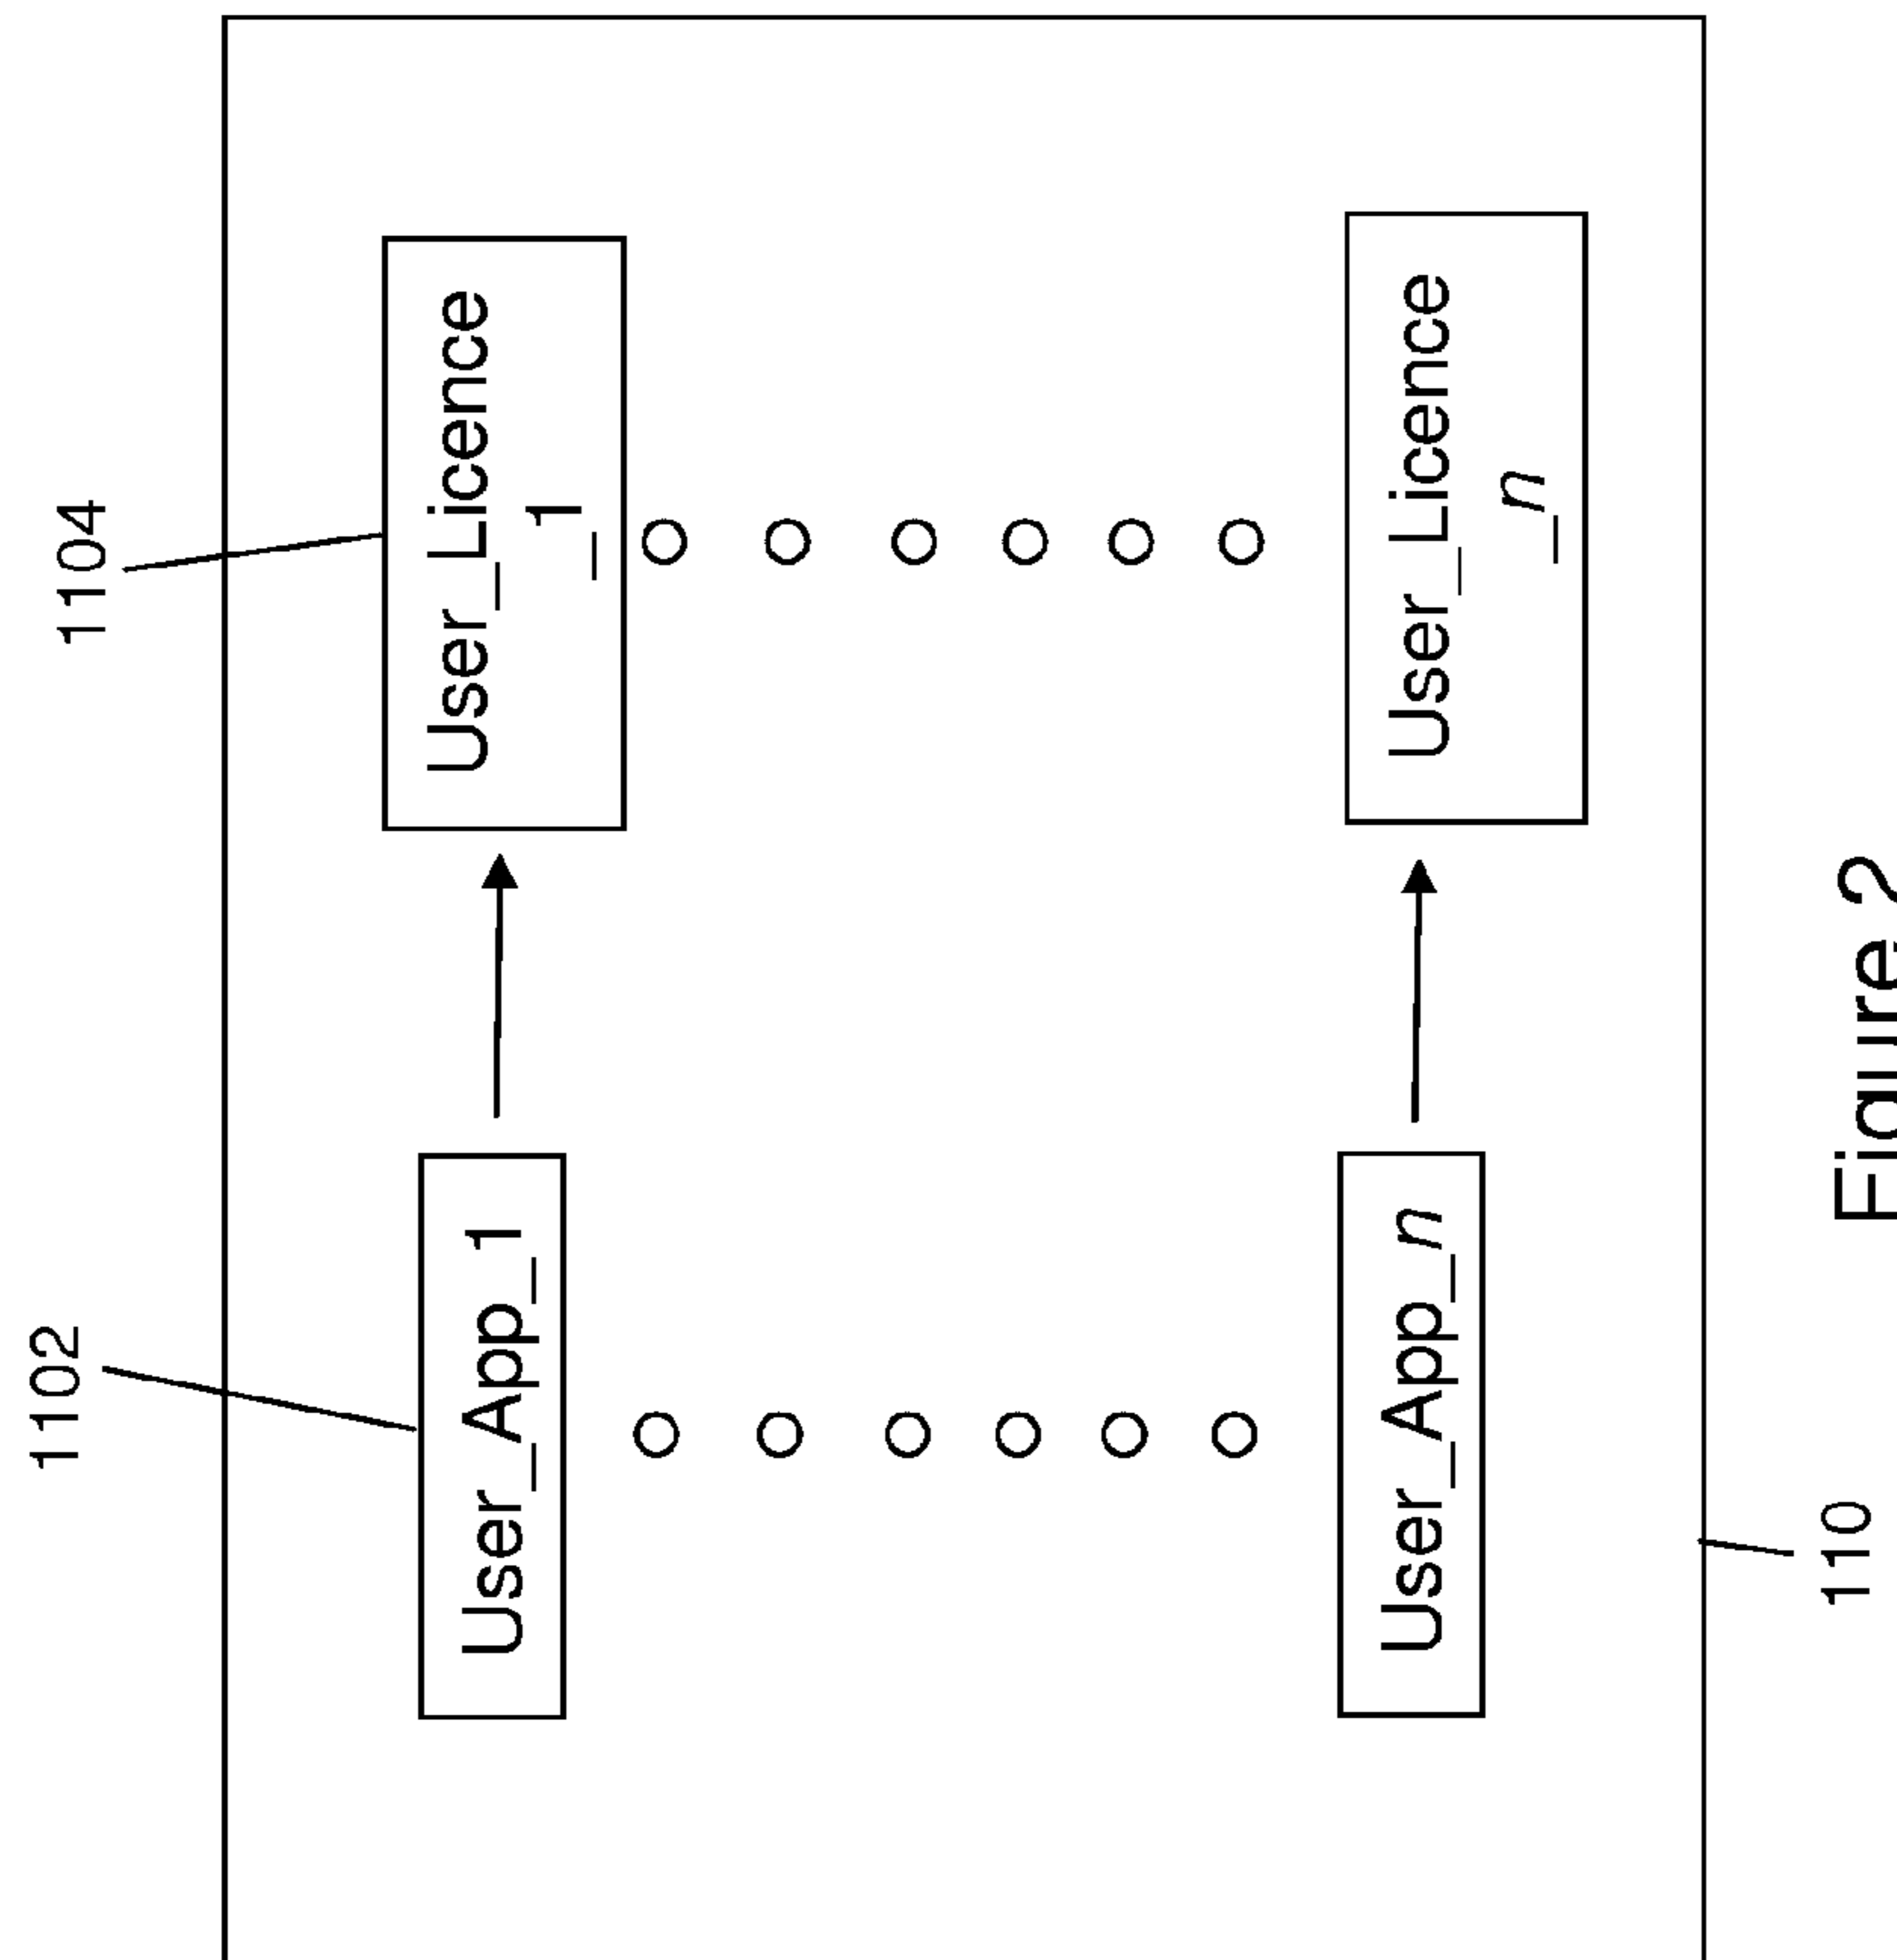 1102
1104
User_App_1
User_Licence
_1
User_App_n
User_Licence
_n
110
Figure 2